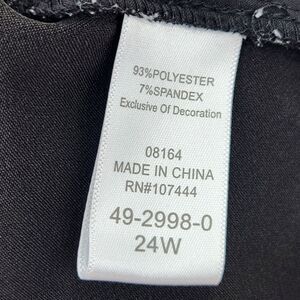 93%POLYESTER
7%SPANDEX
Exclusive Of Decoration
08164
MADE IN CHINA
RN#107444
49-2998-0
24W